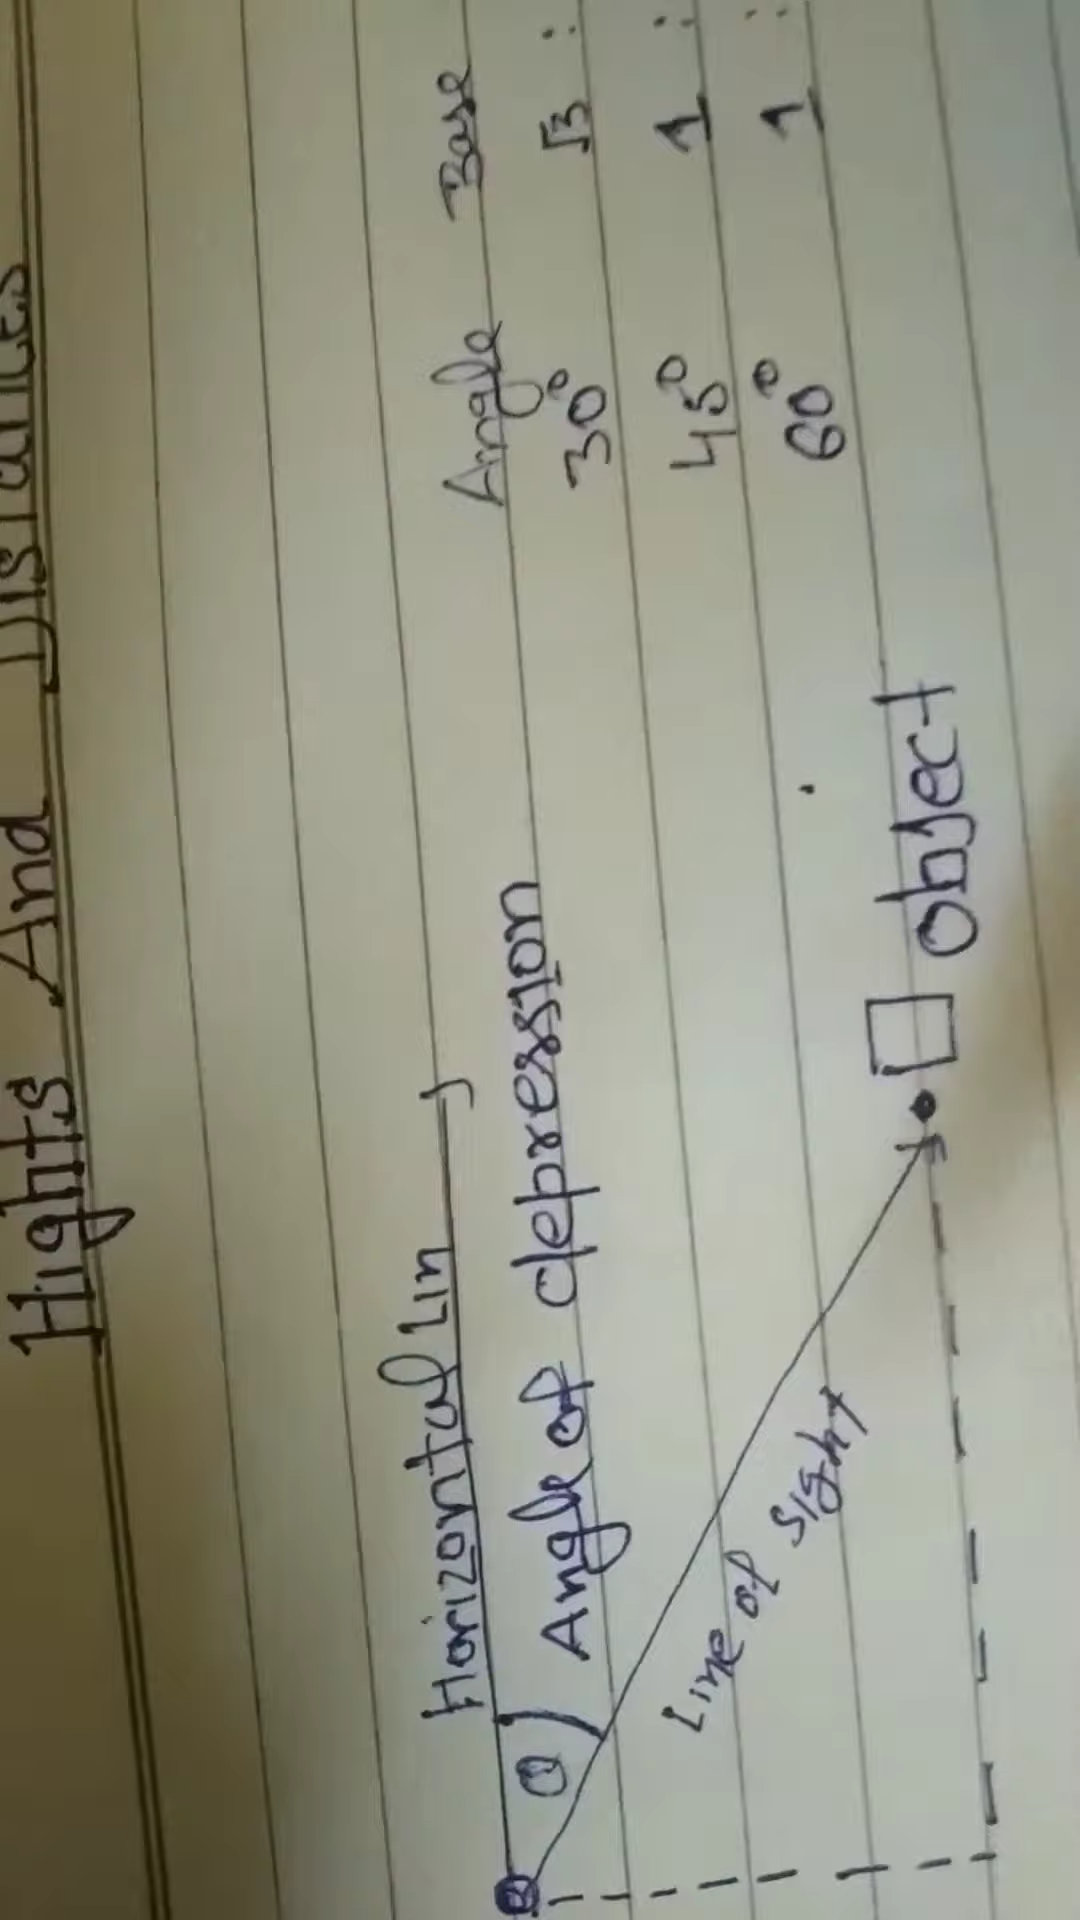 Hights And Distances
Horizontal Lin
Angle Base
θ Angle of depression
30° √3 :
45° 1 :
60° 1 :
Line of Sight
object